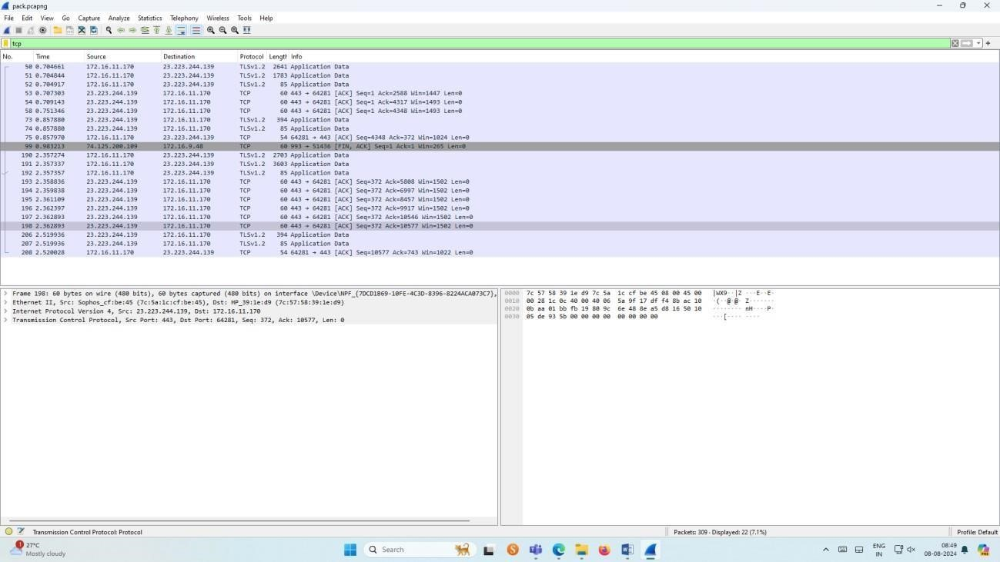 pack.pcapng
File Edit View Go Capture Analyze Statistics Telephony Wireless Tools Help
tcp
No. Time Source Destination Protocol Length Info
50 0.704661 172.16.11.170 23.223.244.139 TLSv1.2 2641 Application Data
51 0.704844 172.16.11.170 23.223.244.139 TLSv1.2 1783 Application Data
52 0.704917 172.16.11.170 23.223.244.139 TLSv1.2 85 Application Data
53 0.707303 23.223.244.139 172.16.11.170 TCP 60 443 → 64281 [ACK] Seq=1 Ack=2588 Win=1447 Len=0
54 0.709143 23.223.244.139 172.16.11.170 TCP 60 443 → 64281 [ACK] Seq=1 Ack=4317 Win=1493 Len=0
58 0.751346 23.223.244.139 172.16.11.170 TCP 60 443 → 64281 [ACK] Seq=1 Ack=4348 Win=1493 Len=0
73 0.857880 23.223.244.139 172.16.11.170 TLSv1.2 394 Application Data
74 0.857880 23.223.244.139 172.16.11.170 TLSv1.2 85 Application Data
75 0.857970 172.16.11.170 23.223.244.139 TCP 54 64281 → 443 [ACK] Seq=4348 Ack=372 Win=1024 Len=0
99 0.983213 74.125.200.109 172.16.9.48 TCP 60 993 → 51436 [FIN, ACK] Seq=1 Ack=1 Win=265 Len=0
190 2.357274 172.16.11.170 23.223.244.139 TLSv1.2 2703 Application Data
191 2.357337 172.16.11.170 23.223.244.139 TLSv1.2 3603 Application Data
192 2.357357 172.16.11.170 23.223.244.139 TLSv1.2 85 Application Data
193 2.358836 23.223.244.139 172.16.11.170 TCP 60 443 → 64281 [ACK] Seq=372 Ack=5808 Win=1502 Len=0
194 2.359838 23.223.244.139 172.16.11.170 TCP 60 443 → 64281 [ACK] Seq=372 Ack=6997 Win=1502 Len=0
195 2.361109 23.223.244.139 172.16.11.170 TCP 60 443 → 64281 [ACK] Seq=372 Ack=8457 Win=1502 Len=0
196 2.362397 23.223.244.139 172.16.11.170 TCP 60 443 → 64281 [ACK] Seq=372 Ack=9917 Win=1502 Len=0
197 2.362893 23.223.244.139 172.16.11.170 TCP 60 443 → 64281 [ACK] Seq=372 Ack=10546 Win=1502 Len=0
198 2.362893 23.223.244.139 172.16.11.170 TCP 60 443 → 64281 [ACK] Seq=372 Ack=10577 Win=1502 Len=0
206 2.519936 23.223.244.139 172.16.11.170 TLSv1.2 394 Application Data
207 2.519936 23.223.244.139 172.16.11.170 TLSv1.2 85 Application Data
208 2.520028 172.16.11.170 23.223.244.139 TCP 54 64281 → 443 [ACK] Seq=10577 Ack=743 Win=1022 Len=0
Frame 198: 60 bytes on wire (480 bits), 60 bytes captured (480 bits) on interface \Device\NPF_{7DCD1B69-10FE-4C3D-8396-8224ACA073C7},
Ethernet II, Src: Sophos_cf:be:45 (7c:5a:1c:cf:be:45), Dst: HP_39:1e:d9 (7c:57:58:39:1e:d9)
Internet Protocol Version 4, Src: 23.223.244.139, Dst: 172.16.11.170
Transmission Control Protocol, Src Port: 443, Dst Port: 64281, Seq: 372, Ack: 10577, Len: 0
0000 7c 57 58 39 1e d9 7c 5a 1c cf be 45 08 00 45 00 |WX9··|Z ···E··E·
0010 00 28 1c 0c 40 00 40 06 5a 9f 17 df f4 8b ac 10 ·(··@·@· Z·······
0020 0b aa 01 bb fb 19 80 9c 6e 48 8e a5 d8 16 50 10 ········ nH····P·
0030 05 de 93 5b 00 00 00 00 00 00 00 00 ···[···· ····
Transmission Control Protocol: Protocol
Packets: 309 · Displayed: 22 (7.1%)
Profile: Default
1
27°C
Mostly cloudy
Search
ENG
IN
08:49
08-08-2024